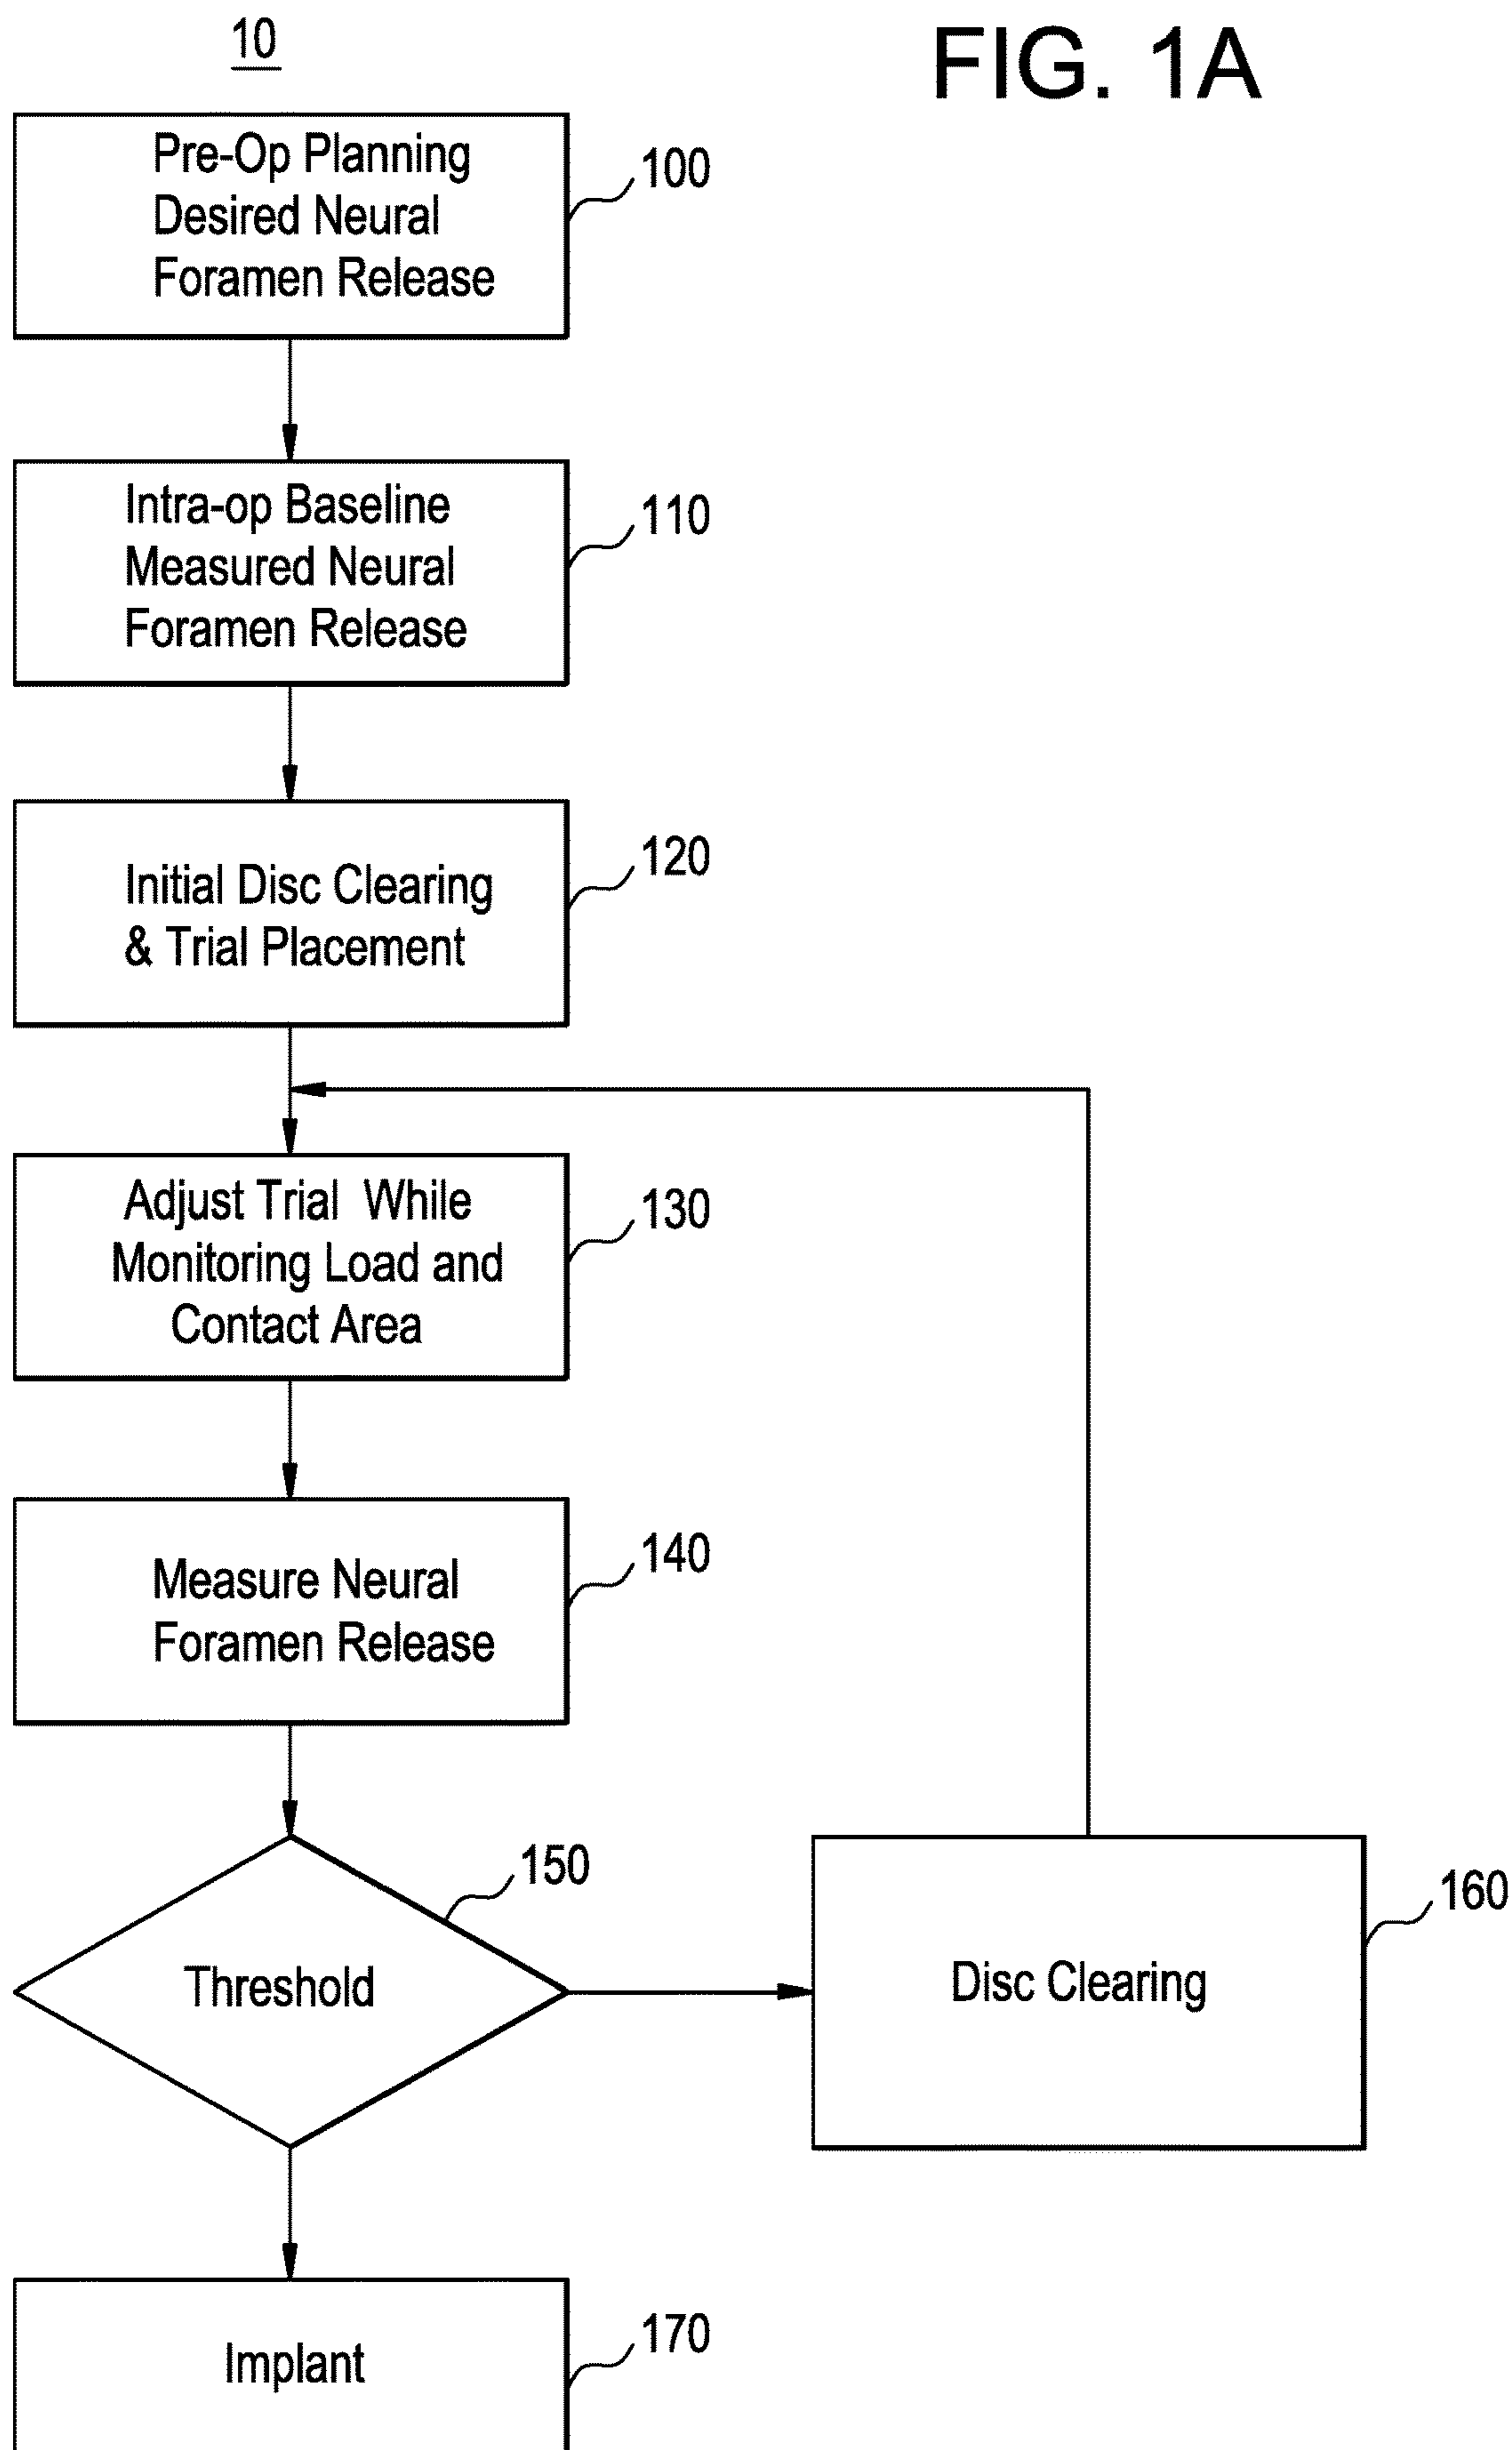 10
FIG. 1A
Pre-Op Planning
Desired Neural
Foramen Release
100
Intra-op Baseline
Measured Neural
Foramen Release
110
Initial Disc Clearing
& Trial Placement
120
Adjust Trial While
Monitoring Load and
Contact Area
130
Measure Neural
Foramen Release
140
Threshold
150
Disc Clearing
160
Implant
170